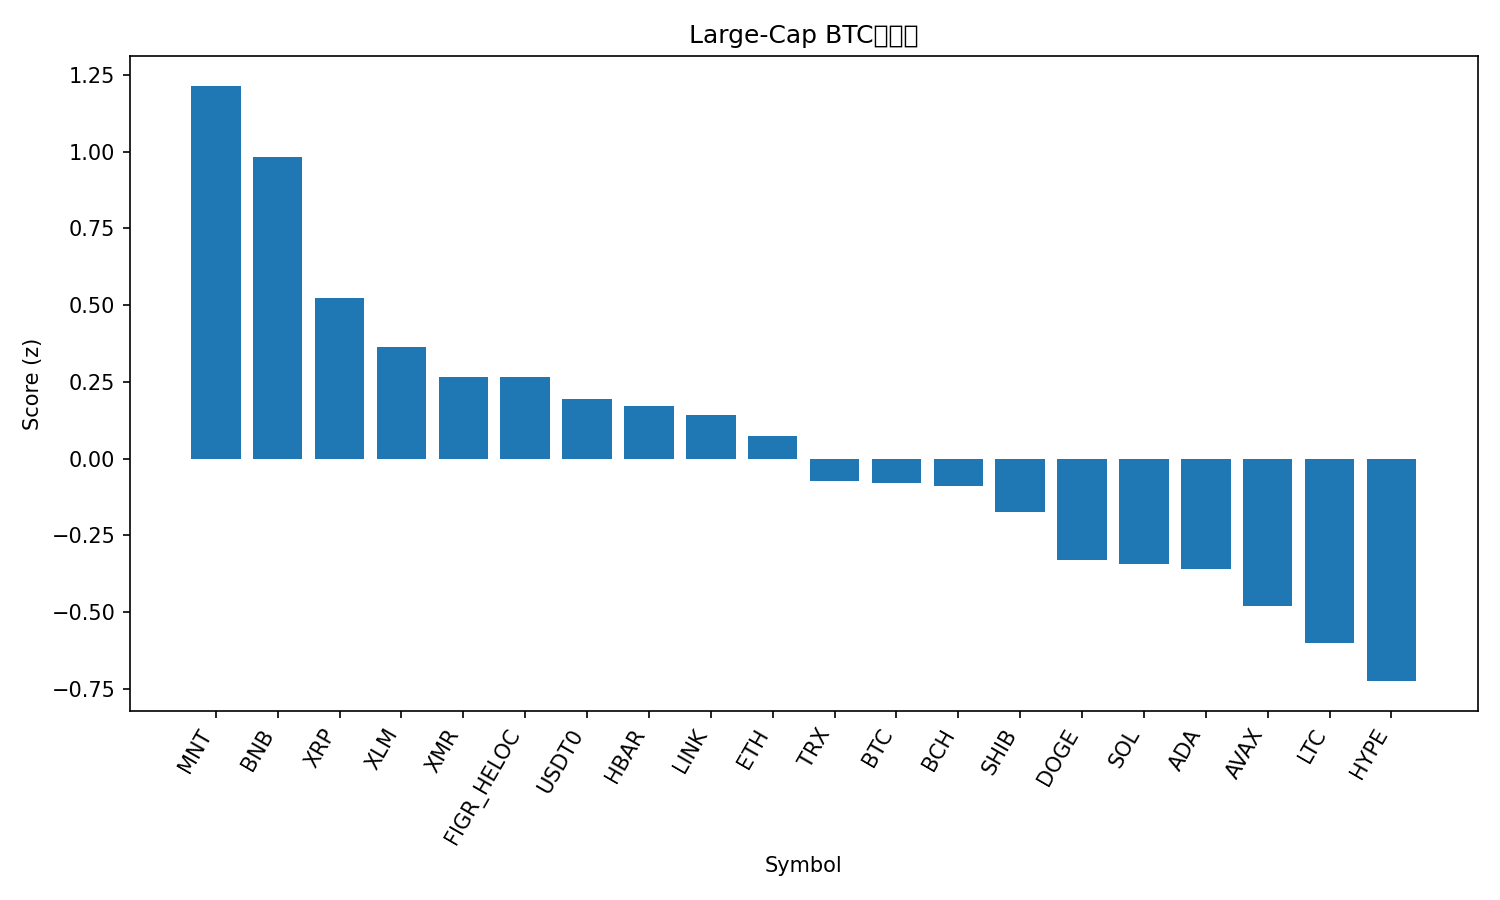 Large-Cap BTC
1.25
1.00
0.75
0.50
0.25
0.00
−0.25
−0.50
−0.75
Score (z)
MNT
BNB
XRP
XLM
XMR
FIGR_HELOC
USDT0
HBAR
LINK
ETH
TRX
BTC
BCH
SHIB
DOGE
SOL
ADA
AVAX
LTC
HYPE
Symbol